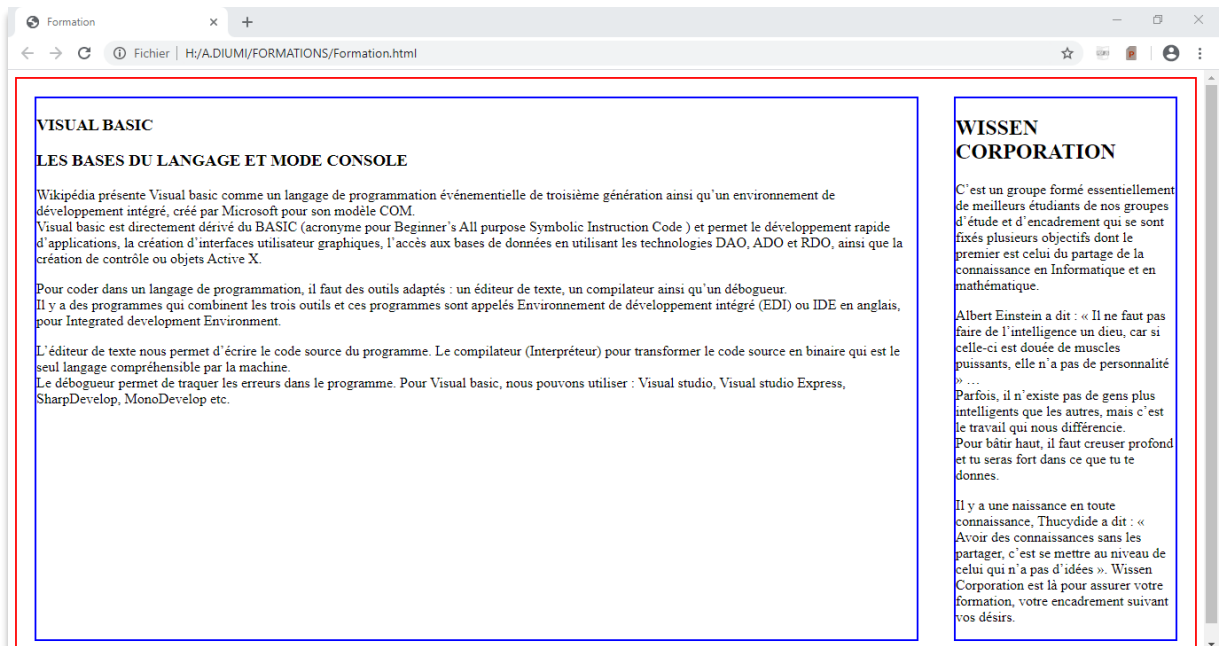 Formation
Fichier | H:/A.DIUMI/FORMATIONS/Formation.html
VISUAL BASIC
LES BASES DU LANGAGE ET MODE CONSOLE
Wikipédia présente Visual basic comme un langage de programmation événementielle de troisième génération ainsi qu’un environnement de
développement intégré, créé par Microsoft pour son modèle COM.
Visual basic est directement dérivé du BASIC (acronyme pour Beginner’s All purpose Symbolic Instruction Code ) et permet le développement rapide
d’applications, la création d’interfaces utilisateur graphiques, l’accès aux bases de données en utilisant les technologies DAO, ADO et RDO, ainsi que la
création de contrôle ou objets Active X.
Pour coder dans un langage de programmation, il faut des outils adaptés : un éditeur de texte, un compilateur ainsi qu’un débogueur.
Il y a des programmes qui combinent les trois outils et ces programmes sont appelés Environnement de développement intégré (EDI) ou IDE en anglais,
pour Integrated development Environment.
L’éditeur de texte nous permet d’écrire le code source du programme. Le compilateur (Interpréteur) pour transformer le code source en binaire qui est le
seul langage compréhensible par la machine.
Le débogueur permet de traquer les erreurs dans le programme. Pour Visual basic, nous pouvons utiliser : Visual studio, Visual studio Express,
SharpDevelop, MonoDevelop etc.
WISSEN
CORPORATION
C’est un groupe formé essentiellement
de meilleurs étudiants de nos groupes
d’étude et d’encadrement qui se sont
fixés plusieurs objectifs dont le
premier est celui du partage de la
connaissance en Informatique et en
mathématique.
Albert Einstein a dit : « Il ne faut pas
faire de l’intelligence un dieu, car si
celle-ci est douée de muscles
puissants, elle n’a pas de personnalité
» …
Parfois, il n’existe pas de gens plus
intelligents que les autres, mais c’est
le travail qui nous différencie.
Pour bâtir haut, il faut creuser profond
et tu seras fort dans ce que tu te
donnes.
Il y a une naissance en toute
connaissance, Thucydide a dit : «
Avoir des connaissances sans les
partager, c’est se mettre au niveau de
celui qui n’a pas d’idées ». Wissen
Corporation est là pour assurer votre
formation, votre encadrement suivant
vos désirs.